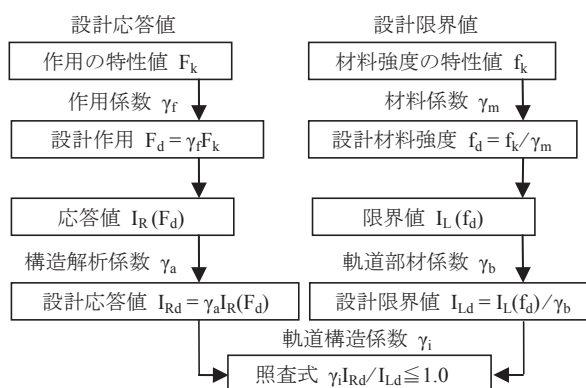 設計応答値
設計限界値
作用の特性値 Fk
材料強度の特性値 fk
作用係数 γf
材料係数 γm
設計作用 Fd = γfFk
設計材料強度 fd = fk/γm
応答値 IR(Fd)
限界値 IL(fd)
構造解析係数 γa
軌道部材係数 γb
設計応答値 IRd = γaIR(Fd)
設計限界値 ILd = IL(fd)/γb
軌道構造係数 γi
照査式 γiIRd/ILd≦1.0